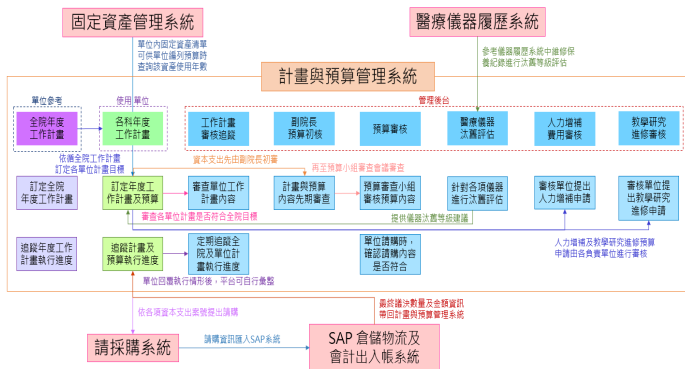 固定資產管理系統
醫療儀器履歷系統
單位內固定資產清單
可供單位編列預算時
查詢該資產使用年數
參考儀器履歷系統中維修保
養紀錄進行汰舊等級評估
計畫與預算管理系統
單位參考
使用單位
管理後台
全院年度
工作計畫
各科年度
工作計畫
工作計畫
審核追蹤
副院長
預算初核
預算審核
醫療儀器
汰舊評估
人力增補
費用審核
教學研究
進修審核
依循全院工作計畫
訂定各單位計畫目標
資本支出先由副院長初審
再至預算小組審查會議審查
訂定全院
年度工作計畫
訂定年度工
作計畫及預算
審查單位工作
計畫內容
計畫與預算
內容先期審查
預算審查小組
審核預算內容
針對各項儀器
進行汰舊評估
審核單位提出
人力增補申請
審核單位提
出教學研究
進修申請
審查各單位計畫是否符合全院目標
提供儀器汰舊等級建議
追蹤年度工作
計畫執行進度
追蹤計畫及
預算執行進度
定期追蹤全
院及單位計
畫執行進度
單位請購時，
確認請購內容
是否符合
人力增補及教學研究進修預算
申請由各負責單位進行審核
單位回覆執行情形後，平台可自行彙整
最終議決數量及金額資訊
帶回計畫與預算管理系統
依各項資本支出案號提出請購
請採購系統
請購資訊匯入SAP系統
SAP 倉儲物流及
會計出入帳系統